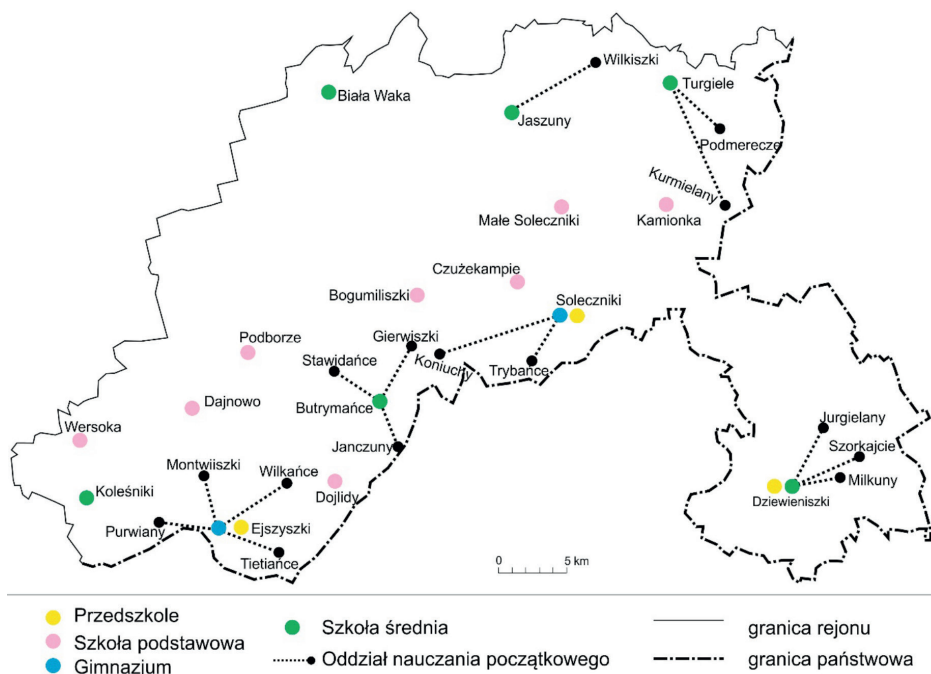 Wilkiszki
Biała Waka
Turgiele
Jaszuny
Podmerecze
Kurmielany
Małe Soleczniki
Kamionka
Czużekampie
Bogumiliszki
Soleczniki
Podborze
Gierwiszki
Stawidańce
Koniuchy
Trybańce
Dajnowo
Butrymańce
Wersoka
Jurgielany
Janczuny
Szorkajcie
Montwiiszki
Wilkańce
Milkuny
Koleśniki
Dojlidy
Dziewieniszki
Purwiany
Ejszyszki
Tietiańce
0 5 km
Przedszkole
Szkoła podstawowa
Gimnazium
Szkoła średnia
Oddział nauczania początkowego
granica rejonu
granica państwowa